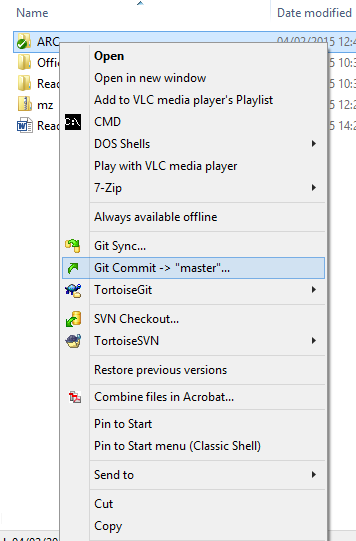 Name
Date modified
ARC
04/02/2015 12:4
Open
Offi
5 10:3
Open in new window
Read
5 10:3
Add to VLC media player's Playlist
mz
5 12:2
CMD
Read
5 14:2
DOS Shells
Play with VLC media player
7-Zip
Always available offline
Git Sync...
Git Commit -> "master"...
TortoiseGit
SVN Checkout...
TortoiseSVN
Restore previous versions
Combine files in Acrobat...
Pin to Start
Pin to Start menu (Classic Shell)
Send to
Cut
Copy